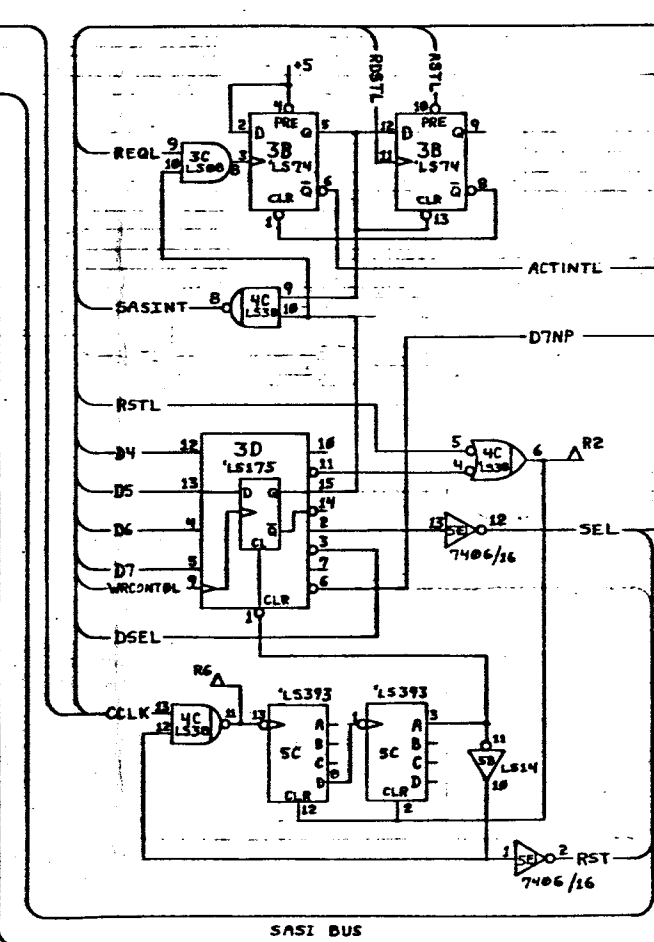 +5
RDSTL
RSTL
4
10
2 D PRE Q 5
12 D PRE Q 9
REQL 9
10
3C
LS08
8
3
3B
'LS74
11
3B
'LS74
CLR Q 6
CLR Q 8
1
13
ACTINTL
SASINT 8
4C
LS38
9
10
D7NP
RSTL
D4 12
3D
'LS175
10
11
5
4
4C
LS38
6
R2
D5 13
D Q
15
14
D6 4
Q
2
13
5E
12
SEL
7406/16
CL
3
D7 5
7
WRCONTROL 9
6
CLR
1
DSEL
R6
CCLK 13
12
4C
LS38
11
13
'LS393
'LS393
A
B
C
D
5C
CLR
12
1
A
B
C
D
5C
CLR
2
3
11
5B
LS14
10
1
5E
2
RST
7406/16
SASI BUS